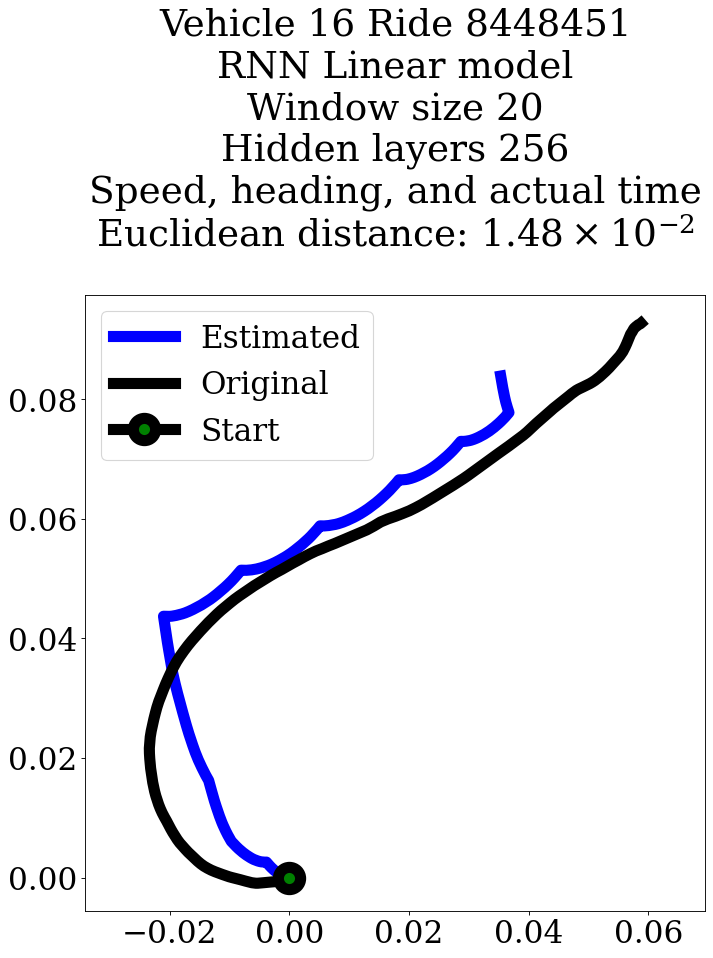 Vehicle 16 Ride 8448451
RNN Linear model
Window size 20
Hidden layers 256
Speed, heading, and actual time
Euclidean distance: 1.48 × 10⁻²
Estimated
Original
Start
0.08
0.06
0.04
0.02
0.00
−0.02 0.00 0.02 0.04 0.06